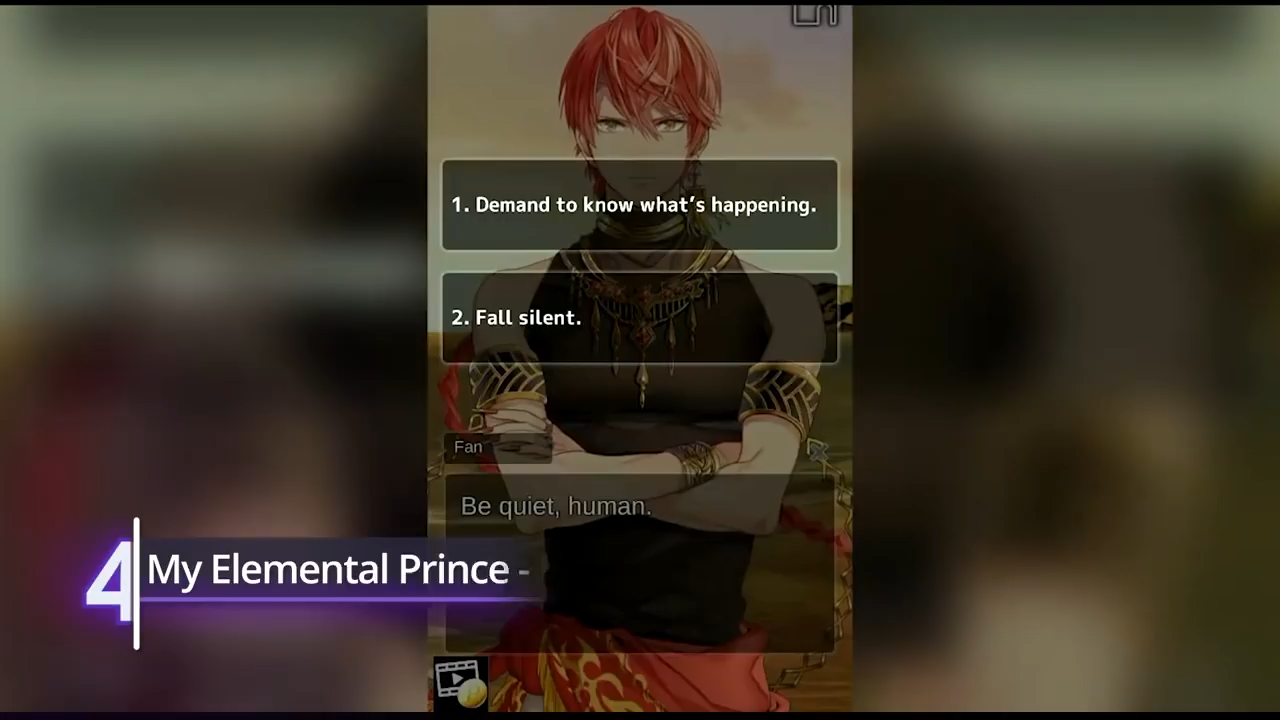 1. Demand to know what's happening.
2. Fall silent.
Fan
Be quiet, human.
4
My Elemental Prince -